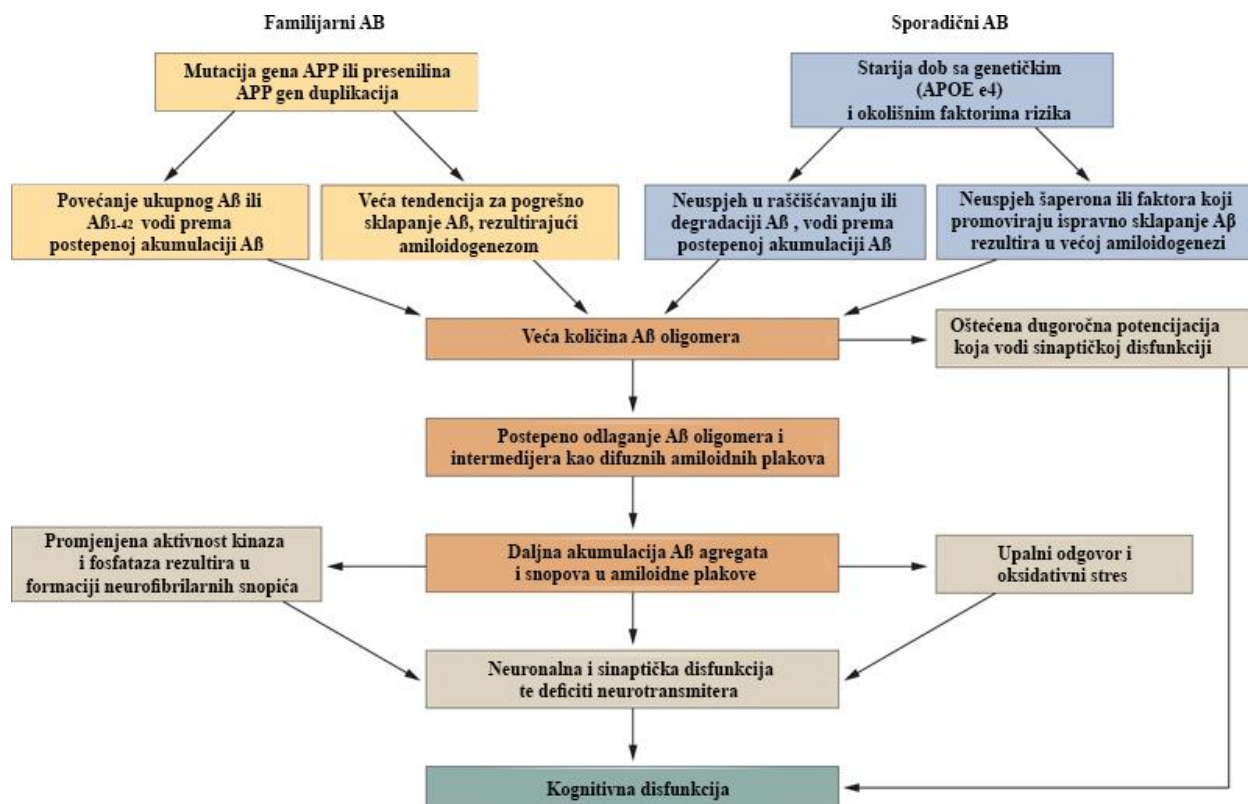 Familijarni AB
Sporadični AB
Mutacija gena APP ili presenilina
APP gen duplikacija
Starija dob sa genetičkim
(APOE e4)
i okolišnim faktorima rizika
Povećanje ukupnog Aß ili
Aß1-42 vodi prema
postepenoj akumulaciji Aß
Veća tendencija za pogrešno
sklapanje Aß, rezultirajući
amiloidogenezom
Neuspjeh u raščišćavanju ili
degradaciji Aß , vodi prema
postepenoj akumulaciji Aß
Neuspjeh šaperona ili faktora koji
promoviraju ispravno sklapanje Aβ
rezultira u većoj amiloidogenezi
Veća količina Aß oligomera
Oštećena dugoročna potencijacija
koja vodi sinaptičkoj disfunkciji
Postepeno odlaganje Aß oligomera i
intermedijera kao difuznih amiloidnih plakova
Promjenjena aktivnost kinaza
i fosfataza rezultira u
formaciji neurofibrilarnih snopića
Daljna akumulacija Aß agregata
i snopova u amiloidne plakove
Upalni odgovor i
oksidativni stres
Neuronalna i sinaptička disfunkcija
te deficiti neurotransmitera
Kognitivna disfunkcija